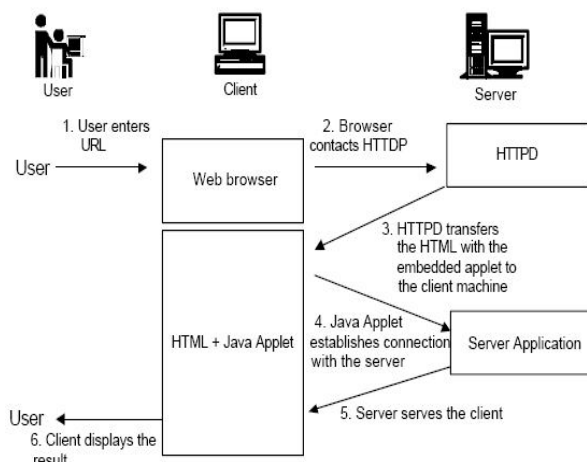 User
Client
Server
1. User enters
URL
2. Browser
contacts HTTDP
User
Web browser
HTTPD
3. HTTPD transfers
the HTML with the
embedded applet to
the client machine
HTML + Java Applet
4. Java Applet
establishes connection
with the server
Server Application
5. Server serves the client
User
6. Client displays the
result